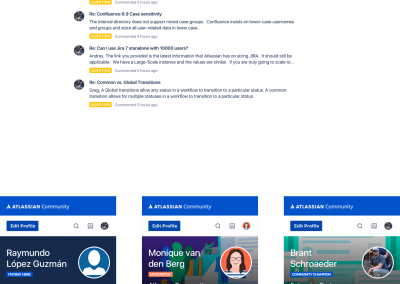 QUESTION Commented 5 hours ago
Re: Confluence 6.9 Case sensitivity
The internal directory does not support mixed case groups. Confluence insists on lower-case usernames
and groups and store all user-related data in lower case.
QUESTION Commented 5 hours ago
Re: Can I use Jira 7 stanalone with 10000 users?
Andrey, The link you provided is the latest information that Atlassian has on sizing JIRA. It should still be
applicable. We have a Large-Scale instance and the values are similar. If you are truly going to scale to...
QUESTION Commented 5 hours ago
Re: Common vs. Global Transitions
Greg, A Global transitions allow any status in a workflow to transition to a particular status. A common
transition allows for multiple statuses in a workflow to transition to a particular status.
QUESTION Commented 5 hours ago
ATLASSIAN Community
Edit Profile
Raymundo
López Guzmán
I'M NEW HERE
ATLASSIAN Community
Edit Profile
Monique van
den Berg
MODERATOR
ATLASSIAN Community
Edit Profile
Brant
Schroeder
COMMUNITY CHAMPION